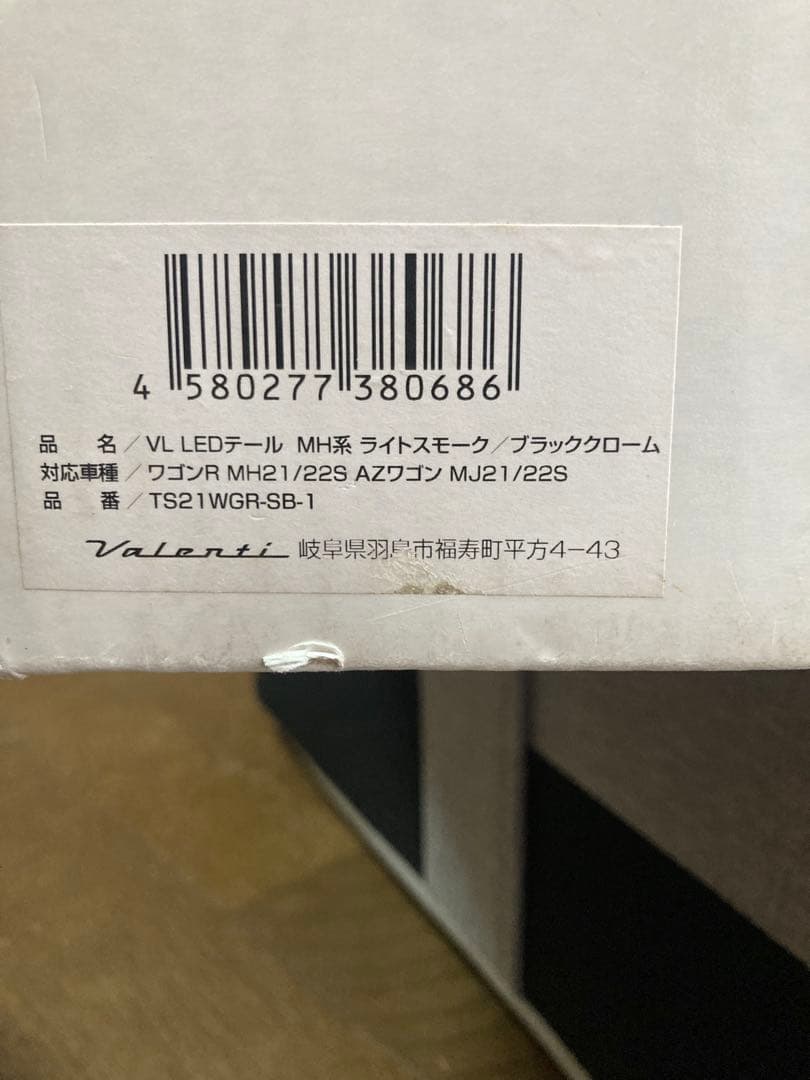 4 580277 380686
品 名/VL LEDテール MH系 ライトスモーク/ブラッククローム
対応車種/ワゴンR MH21/22S AZワゴン MJ21/22S
品 番/TS21WGR-SB-1
Valenti 岐阜県羽島市福寿町平方4-43